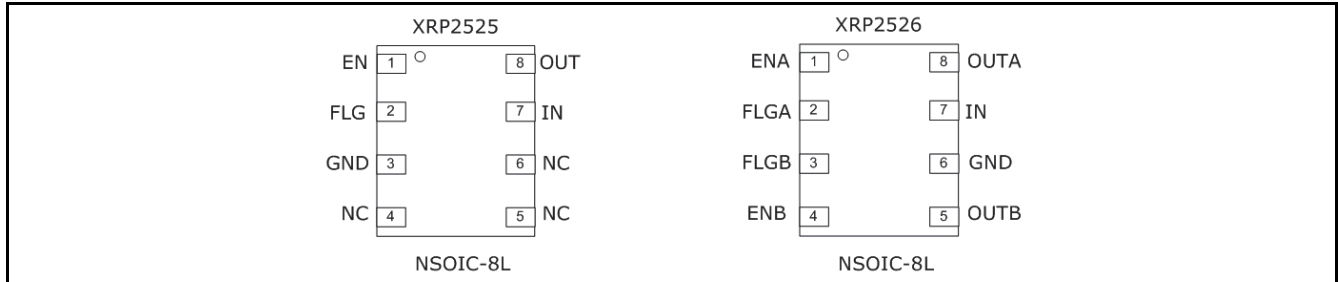 XRP2525
EN 1 8 OUT
FLG 2 7 IN
GND 3 6 NC
NC 4 5 NC
NSOIC-8L
XRP2526
ENA 1 8 OUTA
FLGA 2 7 IN
FLGB 3 6 GND
ENB 4 5 OUTB
NSOIC-8L